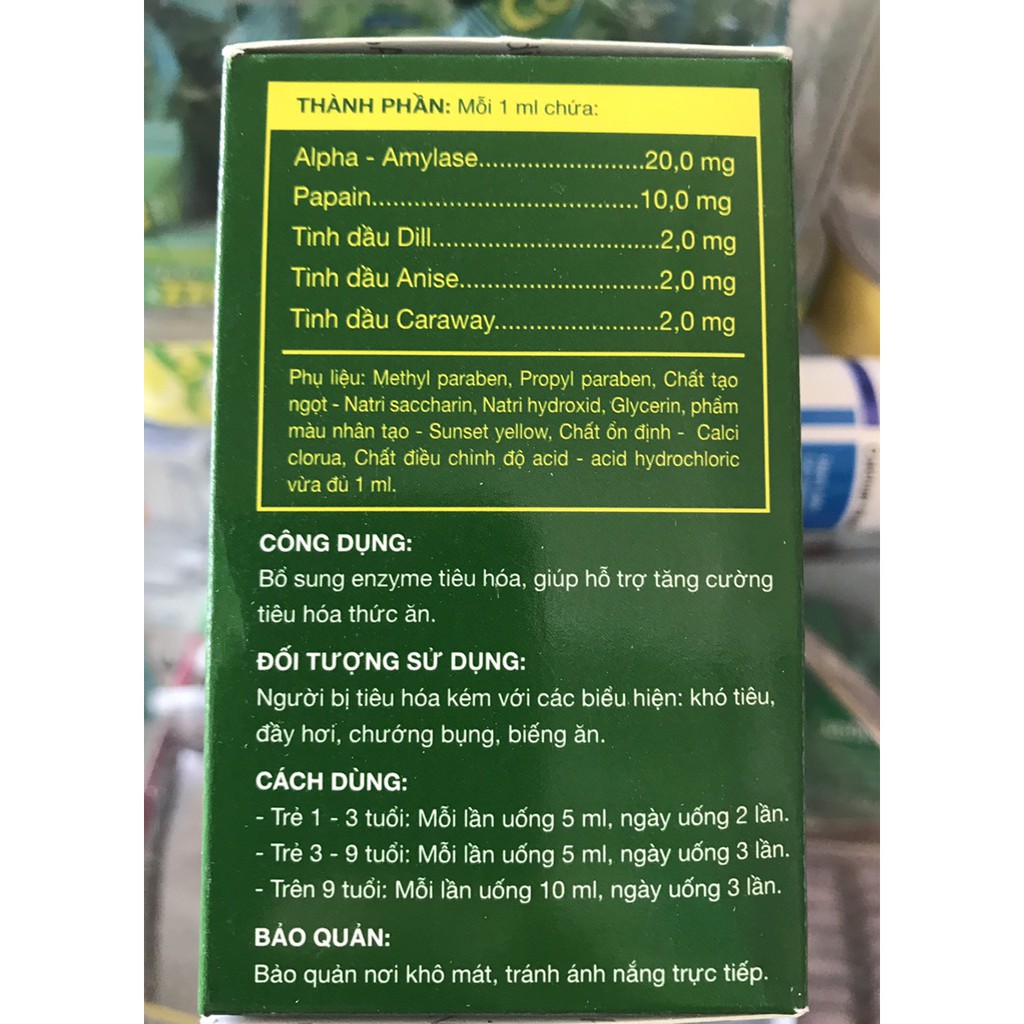 THÀNH PHẦN: Mỗi 1 ml chứa:
Alpha - Amylase........................20,0 mg
Papain......................................10,0 mg
Tinh dầu Dill.................................2,0 mg
Tinh dầu Anise.............................2,0 mg
Tinh dầu Caraway........................2,0 mg
Phụ liệu: Methyl paraben, Propyl paraben, Chất tạo
ngọt - Natri saccharin, Natri hydroxid, Glycerin, phẩm
màu nhân tạo - Sunset yellow, Chất ổn định - Calci
clorua, Chất điều chỉnh độ acid - acid hydrochloric
vừa đủ 1 ml.
CÔNG DỤNG:
Bổ sung enzyme tiêu hóa, giúp hỗ trợ tăng cường
tiêu hóa thức ăn.
ĐỐI TƯỢNG SỬ DỤNG:
Người bị tiêu hóa kém với các biểu hiện: khó tiêu,
đầy hơi, chướng bụng, biếng ăn.
CÁCH DÙNG:
- Trẻ 1 - 3 tuổi: Mỗi lần uống 5 ml, ngày uống 2 lần.
- Trẻ 3 - 9 tuổi: Mỗi lần uống 5 ml, ngày uống 3 lần.
- Trên 9 tuổi: Mỗi lần uống 10 ml, ngày uống 3 lần.
BẢO QUẢN:
Bảo quản nơi khô mát, tránh ánh nắng trực tiếp.